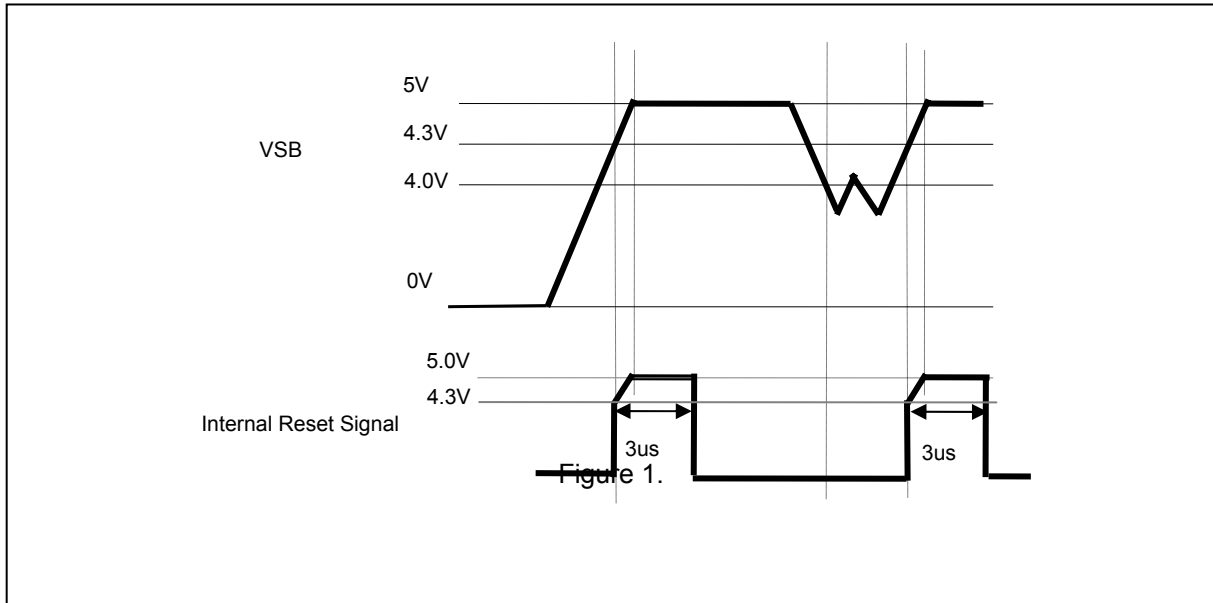 5V
4.3V
VSB
4.0V
0V
5.0V
4.3V
Internal Reset Signal
3us
3us
Figure 1.